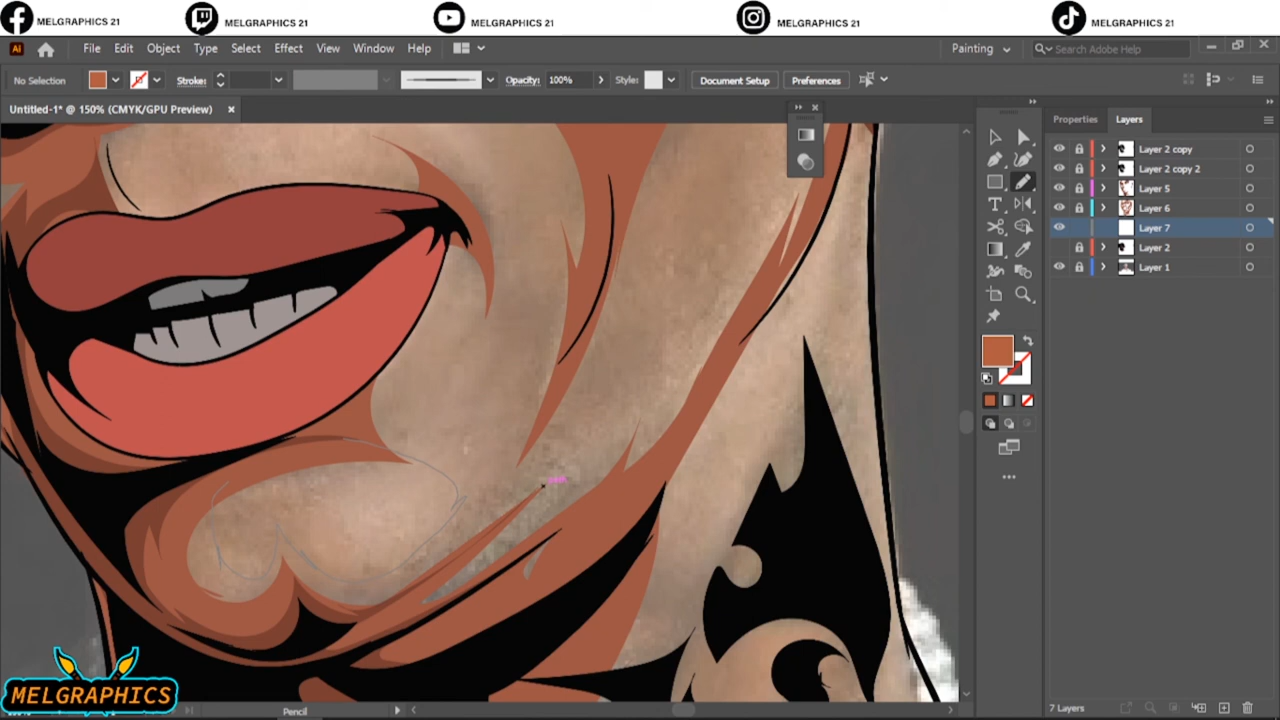 MELGRAPHICS 21
MELGRAPHICS 21
MELGRAPHICS 21
MELGRAPHICS 21
MELGRAPHICS 21
Ai
File Edit Object Type Select Effect View Window Help
Painting
Search Adobe Help
No Selection
Stroke:
Opacity: 100%
Style:
Document Setup
Preferences
Untitled-1* @ 150% (CMYK/GPU Preview)
Properties
Layers
Layer 2 copy
Layer 2 copy 2
Layer 5
Layer 6
Layer 7
Layer 2
Layer 1
MELGRAPHICS
Pencil
7 Layers